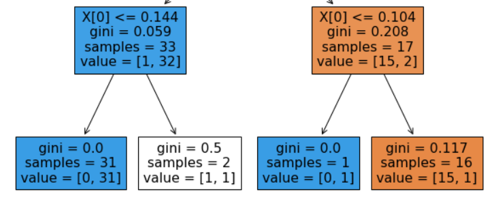 X[0] <= 0.144
gini = 0.059
samples = 33
value = [1, 32]
X[0] <= 0.104
gini = 0.208
samples = 17
value = [15, 2]
gini = 0.0
samples = 31
value = [0, 31]
gini = 0.5
samples = 2
value = [1, 1]
gini = 0.0
samples = 1
value = [0, 1]
gini = 0.117
samples = 16
value = [15, 1]